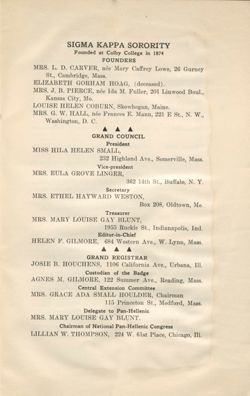 SIGMA KAPPA SORORITY
Founded at Colby College in 1874
FOUNDERS
MRS. L. D. CARVER, née Mary Caffrey Lowe, 26 Gurney
St., Cambridge, Mass.
ELIZABETH GORHAM HOAG, (deceased).
MRS. J. B. PIERCE, née Ida M. Fuller, 201 Linwood Boul.,
Kansas City, Mo.
LOUISE HELEN COBURN, Skowhegan, Maine.
MRS. G. W. HALL, née Frances E. Mann, 221 E St., N. W.,
Washington, D. C.
GRAND COUNCIL
President
MISS HILA HELEN SMALL,
232 Highland Ave., Somerville, Mass.
Vice-president
MRS. EULA GROVE LINGER,
362 14th St., Buffalo, N. Y.
Secretary
MRS. ETHEL HAYWARD WESTON,
Box 208, Oldtown, Me.
Treasurer
MRS. MARY LOUISE GAY BLUNT,
1955 Ruckle St., Indianapolis, Ind.
Editor-in-Chief
HELEN F. GILMORE, 684 Western Ave., W. Lynn, Mass.
GRAND REGISTRAR
JOSIE B. HOUCHENS, 1106 California Ave., Urbana, Ill.
Custodian of the Badge
AGNES M. GILMORE, 122 Summer Ave., Reading, Mass.
Central Extension Committee
MRS. GRACE ADA SMALL HOULDER, Chairman
115 Princeton St., Medford, Mass.
Delegate to Pan-Hellenic
MRS. MARY LOUISE GAY BLUNT.
Chairman of National Pan-Hellenic Congress
LILLIAN W. THOMPSON, 224 W. 61st Place, Chicago, Ill.